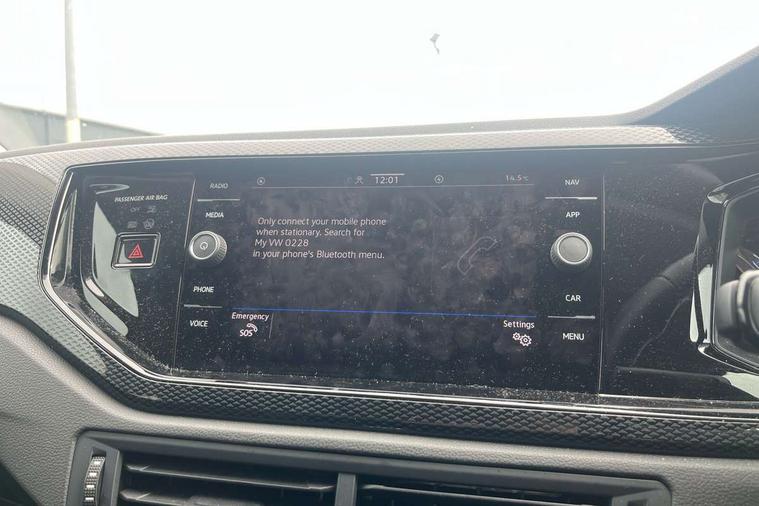 PASSENGER AIR BAG
OFF
RADIO
MEDIA
PHONE
VOICE
12:01
14.5°C
Only connect your mobile phone
when stationary. Search for
My VW 0228
in your phone's Bluetooth menu.
Emergency
SOS
Settings
NAV
APP
CAR
MENU